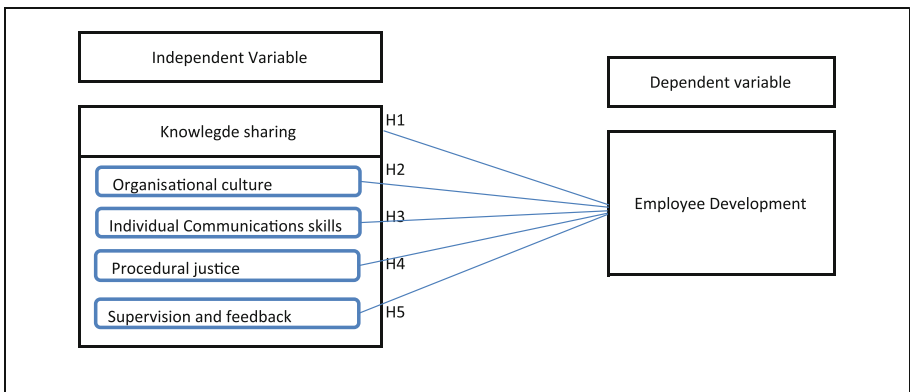 Independent Variable
Dependent variable
Knowlegde sharing
H1
Organisational culture
H2
Individual Communications skills
H3
Employee Development
Procedural justice
H4
Supervision and feedback
H5